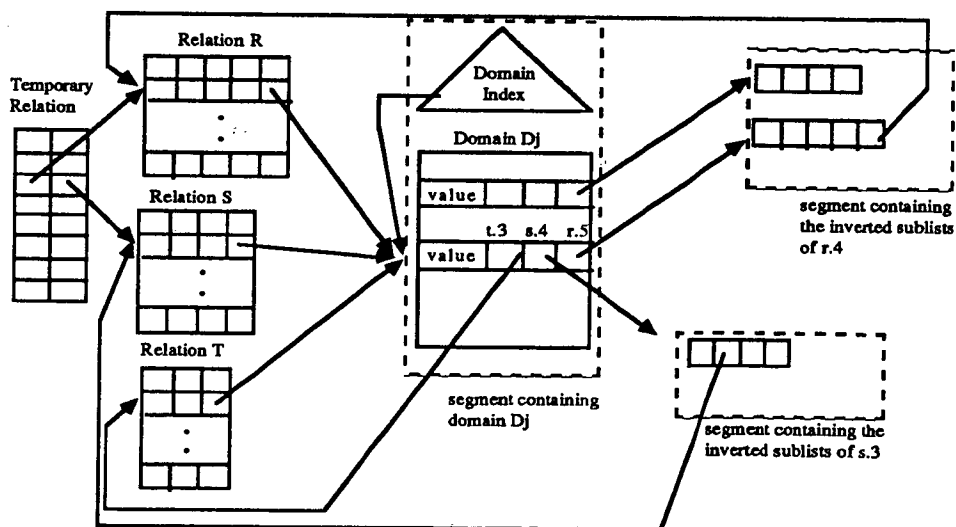 Relation R
Temporary
Relation
Domain
Index
Domain Dj
value
Relation S
t.3 s.4 r.5
value
segment containing
the inverted sublists
of r.4
Relation T
segment containing
domain Dj
segment containing the
inverted sublists of s.3